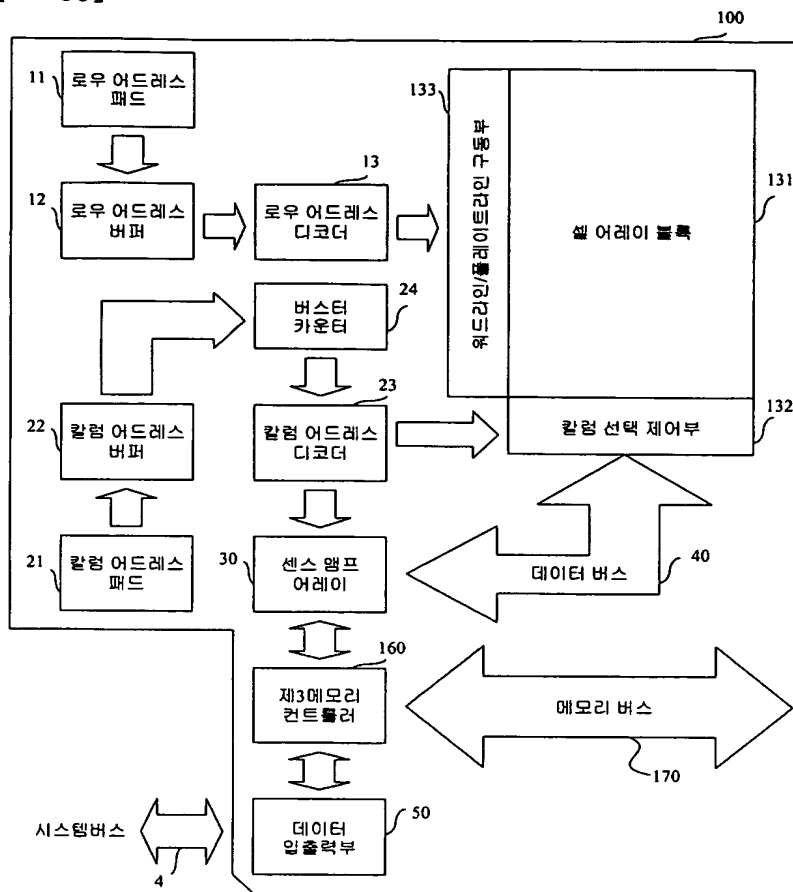 100
11
로우 어드레스
패드
12
로우 어드레스
버퍼
13
로우 어드레스
디코더
133
워드라인/플레이트라인 구동부
131
셀 어레이 블록
24
버스터
카운터
22
칼럼 어드레스
버퍼
23
칼럼 어드레스
디코더
칼럼 선택 제어부
132
21
칼럼 어드레스
패드
30
센스 앰프
어레이
데이터 버스
40
160
제3메모리
컨트롤러
메모리 버스
170
시스템버스
4
데이터
입출력부
50